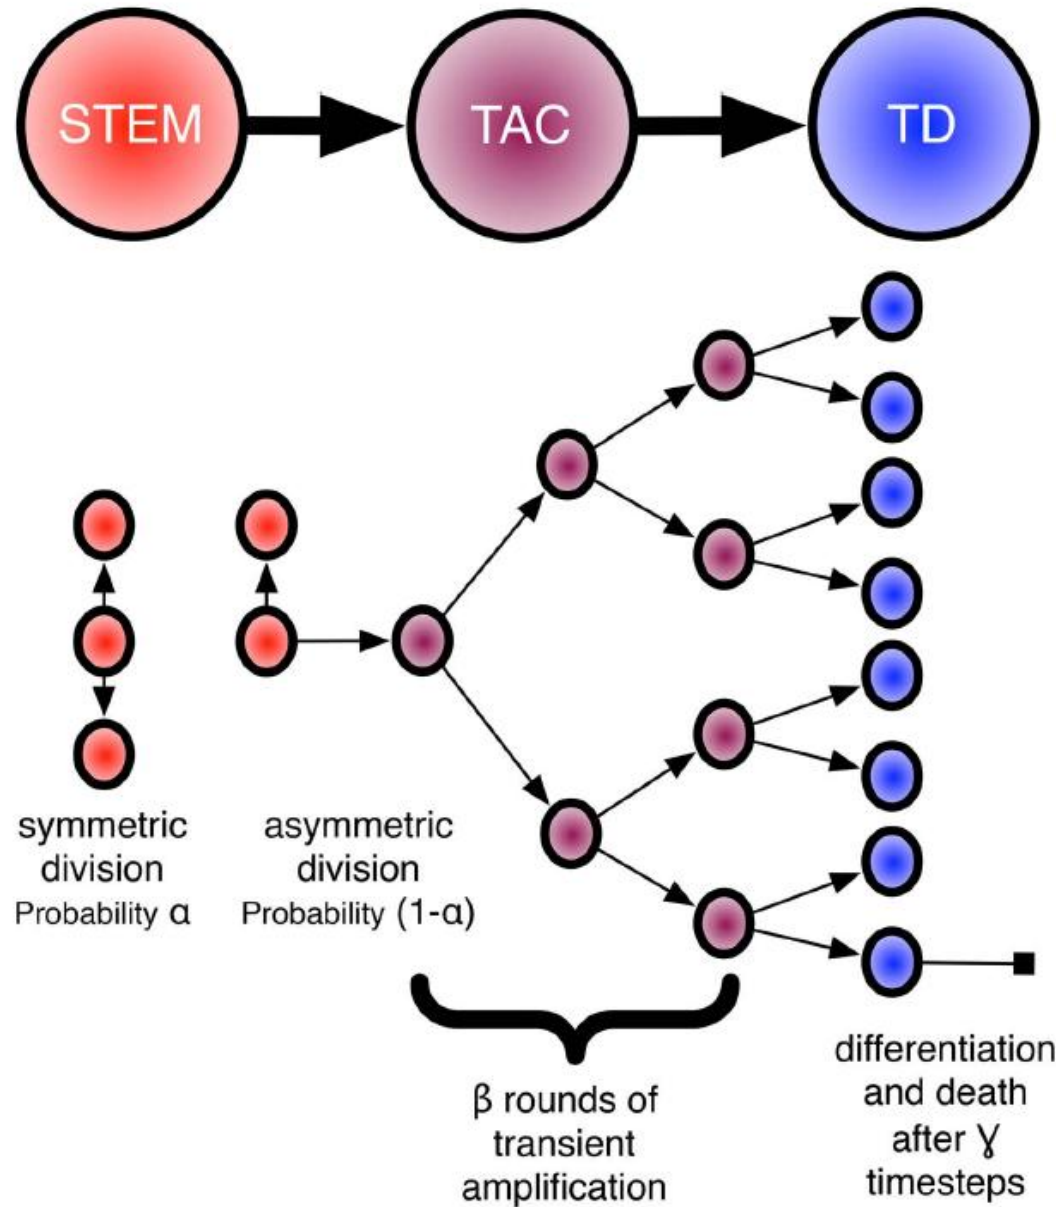 STEM
TAC
TD
symmetric
division
Probability α
asymmetric
division
Probability (1-α)
β rounds of
transient
amplification
differentiation
and death
after γ
timesteps